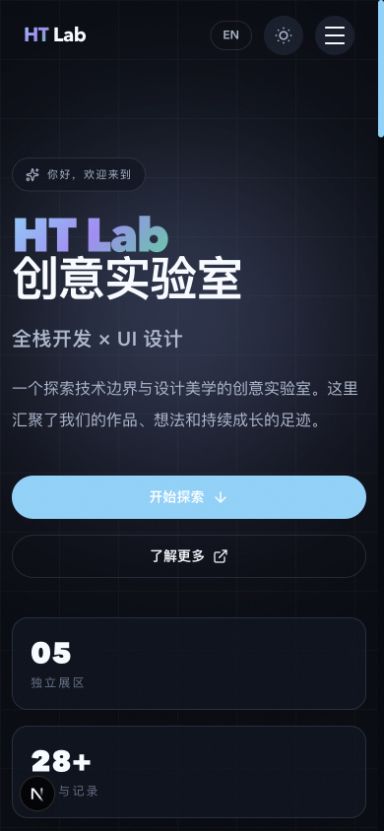 HT Lab
EN
你好，欢迎来到
HT Lab
创意实验室
全栈开发 × UI 设计
一个探索技术边界与设计美学的创意实验室。这里
汇聚了我们的作品、想法和持续成长的足迹。
开始探索
了解更多
05
独立展区
28+
N
与记录